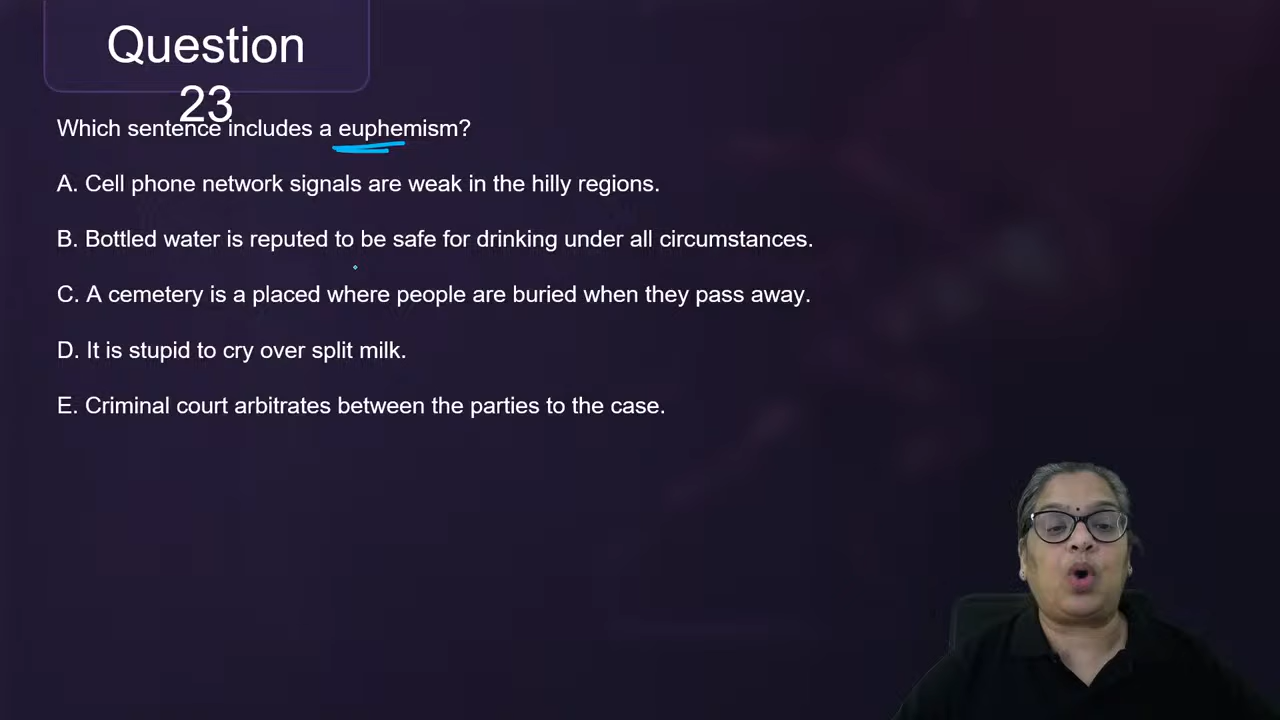 Question
23
Which sentence includes a euphemism?
A. Cell phone network signals are weak in the hilly regions.
B. Bottled water is reputed to be safe for drinking under all circumstances.
C. A cemetery is a placed where people are buried when they pass away.
D. It is stupid to cry over split milk.
E. Criminal court arbitrates between the parties to the case.